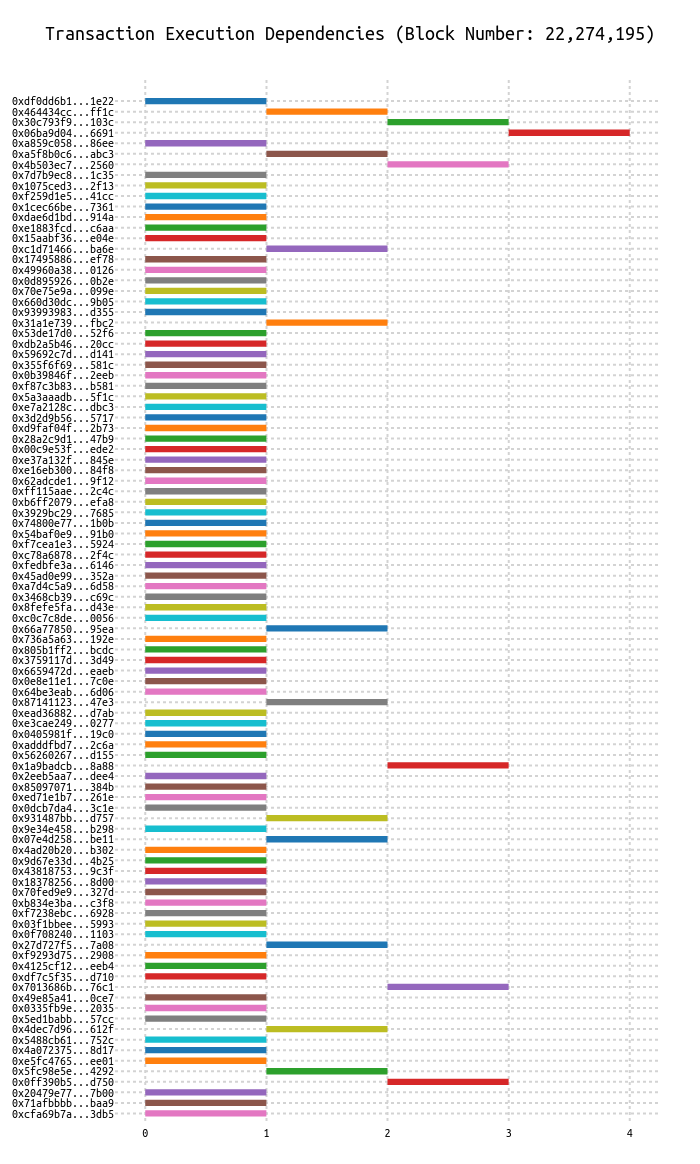 Transaction Execution Dependencies (Block Number: 22,274,195)
0xdf0dd6b1...1e22
0x464434cc...ff1c
0x30c793f9...103c
0x06ba9d04...6691
0xa859c058...86ee
0xa5f8b0c6...abc3
0x4b503ec7...2560
0x7d7b9ec8...1c35
0x1075ced3...2f13
0xf259d1e5...41cc
0x1cec66be...7361
0xdae6d1bd...914a
0xe1883fcd...c6aa
0x15aabf36...e04e
0xc1d71466...ba6e
0x17495886...ef78
0x49960a38...0126
0x0d895926...0b2e
0x70e75e9a...099e
0x660d30dc...9b05
0x93993983...d355
0x31a1e739...fbc2
0x53de17d0...52f6
0xdb2a5b46...20cc
0x59692c7d...d141
0x355f6f69...581c
0x0b39846f...2eeb
0xf87c3b83...b581
0x5a3aaadb...5f1c
0xe7a2128c...dbc3
0x3d2d9b56...5717
0xd9faf04f...2b73
0x28a2c9d1...47b9
0x00c9e53f...ede2
0xe37a132f...845e
0xe16eb300...84f8
0x62adcde1...9f12
0xff115aae...2c4c
0xb6ff2079...efa8
0x3929bc29...7685
0x74800e77...1b0b
0x54baf0e9...91b0
0xf7cea1e3...5924
0xc78a6878...2f4c
0xfedbfe3a...6146
0x45ad0e99...352a
0xa7d4c5a9...6d58
0x3468cb39...c69c
0x8fefe5fa...d43e
0xc0c7c8de...0056
0x66a77850...95ea
0x736a5a63...192e
0x805b1ff2...bcdc
0x3759117d...3d49
0x6659472d...eaeb
0x0e8e11e1...7c0e
0x64be3eab...6d06
0x87141123...47e3
0xead36882...d7ab
0xe3cae249...0277
0x0405981f...19c0
0xadddfbd7...2c6a
0x56260267...d155
0x1a9badcb...8a88
0x2eeb5aa7...dee4
0x85097071...384b
0xed71e1b7...261e
0x0dcb7da4...3c1e
0x931487bb...d757
0x9e34e458...b298
0x07e4d258...be11
0x4ad20b20...b302
0x9d67e33d...4b25
0x43818753...9c3f
0x18378256...8d00
0x70fed9e9...327d
0xb834e3ba...c3f8
0xf7238ebc...6928
0x03f1bbee...5993
0x0f708240...1103
0x27d727f5...7a08
0xf9293d75...2908
0x4125cf12...eeb4
0xdf7c5f35...d710
0x7013686b...76c1
0x49e85a41...0ce7
0x0335fb9e...2035
0x5ed1babb...57cc
0x4dec7d96...612f
0x5488cb61...752c
0x4a072375...8d17
0xe5fc4765...ee01
0x5fc98e5e...4292
0x0ff390b5...d750
0x20479e77...7b00
0x71afbbbb...baa9
0xcfa69b7a...3db5
0 1 2 3 4